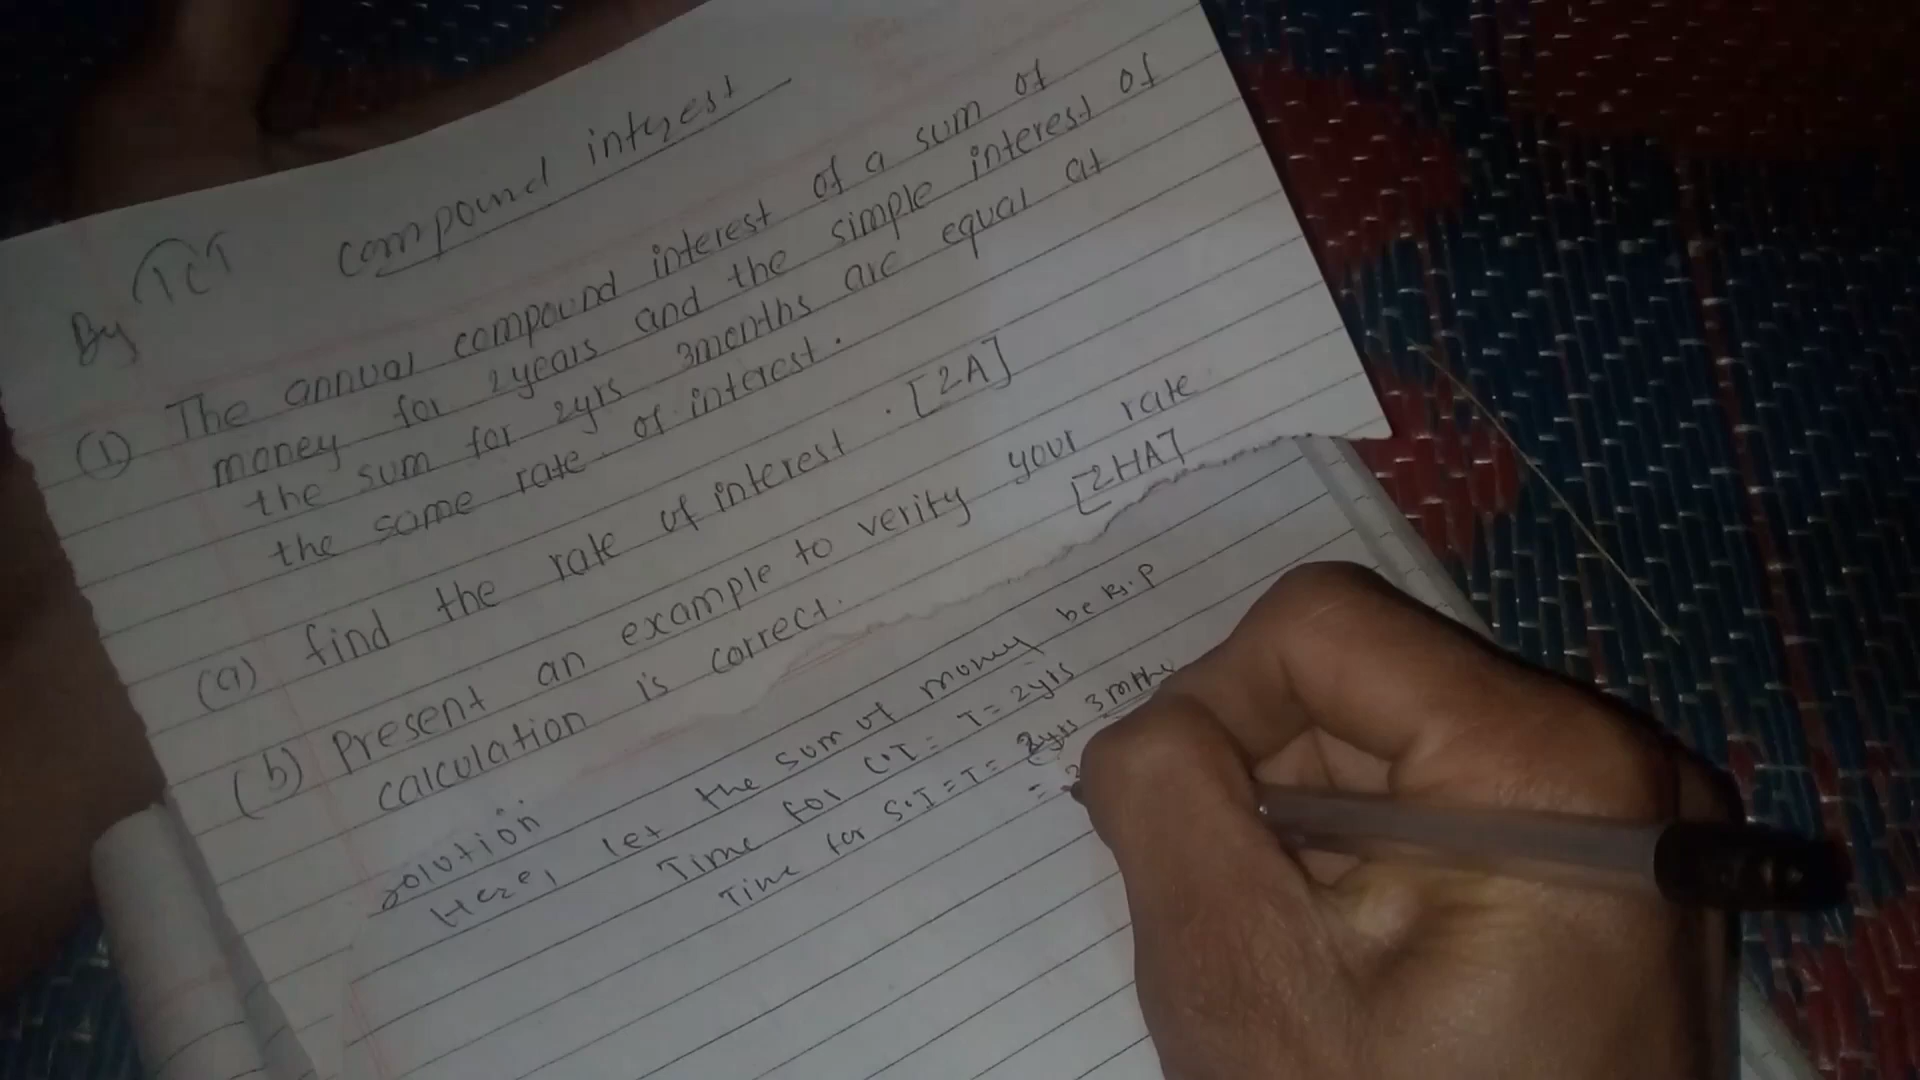 compound interest
By
(1) The annual compound interest of a sum of
money for 2years and the simple interest of
the sum for 2yrs 3months are equal at
the same rate of interest.
(a) find the rate of interest. [2A]
(b) Present an example to verify your rate
calculation is correct. [2HA]
solution
Here, let the sum of money be Rs. P
Time for C.I = T = 2yrs
Time for S.I = T = 2yrs 3mths
=